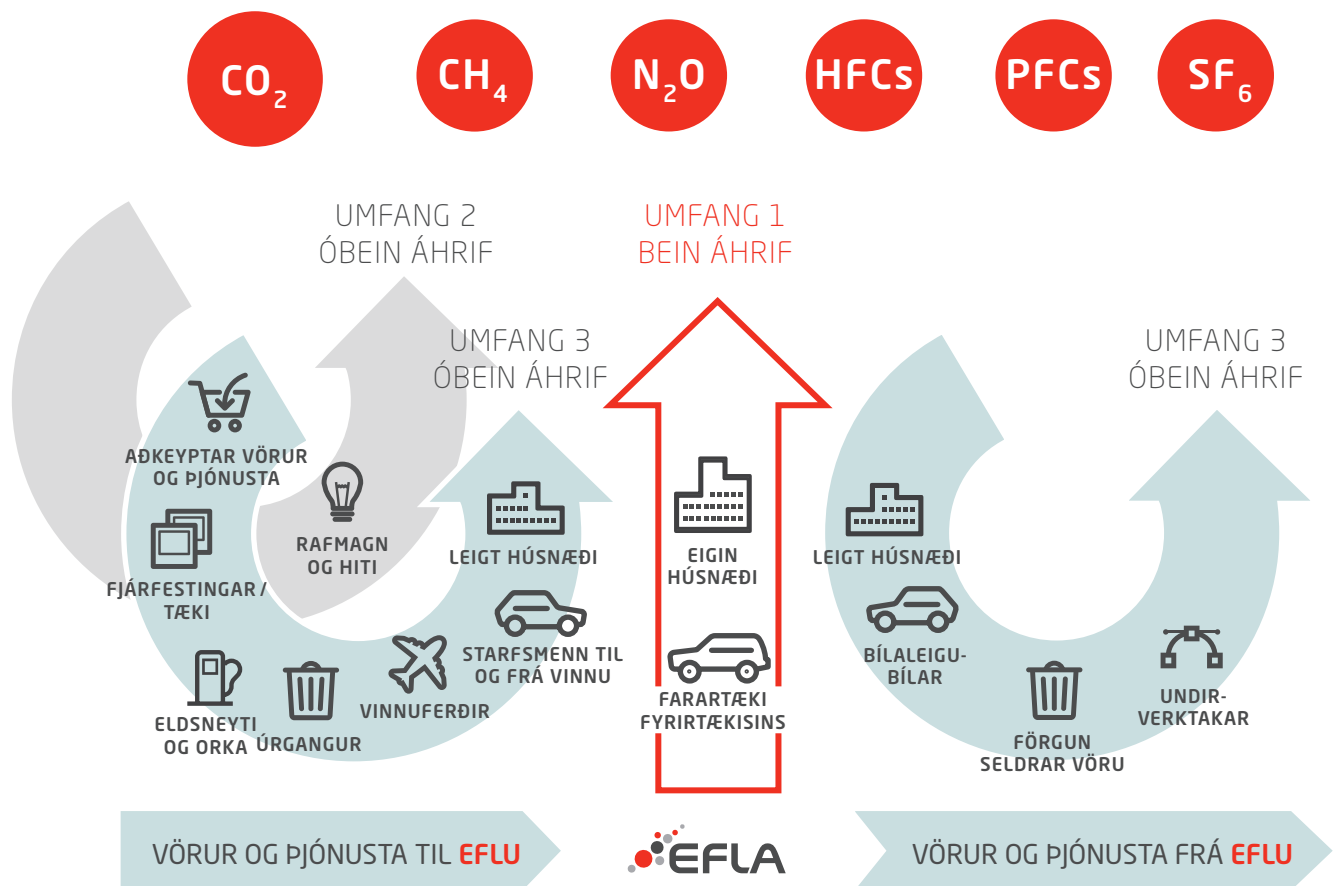 CO₂
CH₄
N₂O
HFCs
PFCs
SF₆
UMFANG 2
ÓBEIN ÁHRIF
UMFANG 1
BEIN ÁHRIF
UMFANG 3
ÓBEIN ÁHRIF
UMFANG 3
ÓBEIN ÁHRIF
AÐKEYPTAR VÖRUR
OG ÞJÓNUSTA
RAFMAGN
OG HITI
LEIGT HÚSNÆÐI
FJÁRFESTINGAR /
TÆKI
STARFSMENN TIL
OG FRÁ VINNU
VINNUFERÐIR
ELDSNEYTI
OG ORKA
ÚRGANGUR
EIGIN
HÚSNÆÐI
FARARTÆKI
FYRIRTÆKISINS
LEIGT HÚSNÆÐI
BÍLALEIGU-
BÍLAR
FÖRGUN
SELDRAR VÖRU
UNDIR-
VERKTAKAR
VÖRUR OG ÞJÓNUSTA TIL EFLU
EFLA
VÖRUR OG ÞJÓNUSTA FRÁ EFLU